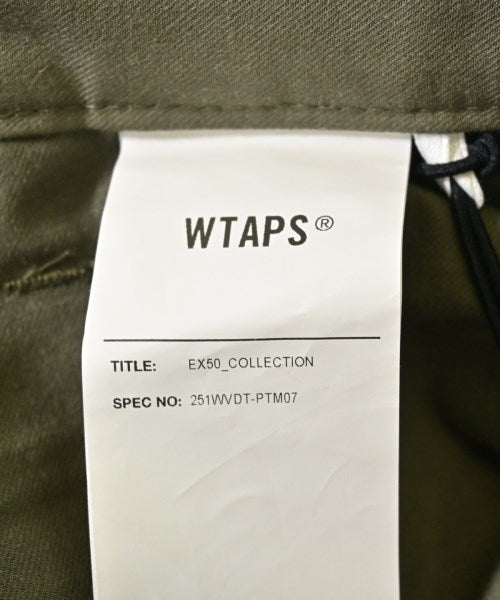 WTAPS®
TITLE: EX50_COLLECTION
SPEC NO: 251WVDT-PTM07